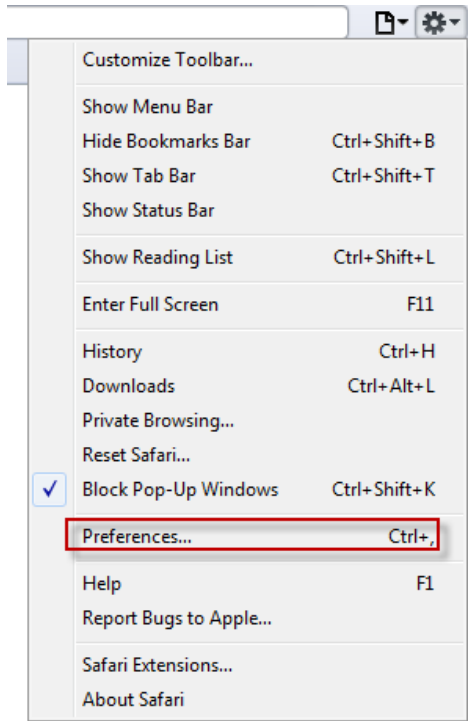 Customize Toolbar...
Show Menu Bar
Hide Bookmarks Bar Ctrl+Shift+B
Show Tab Bar Ctrl+Shift+T
Show Status Bar
Show Reading List Ctrl+Shift+L
Enter Full Screen F11
History Ctrl+H
Downloads Ctrl+Alt+L
Private Browsing...
Reset Safari...
Block Pop-Up Windows Ctrl+Shift+K
Preferences... Ctrl+,
Help F1
Report Bugs to Apple...
Safari Extensions...
About Safari